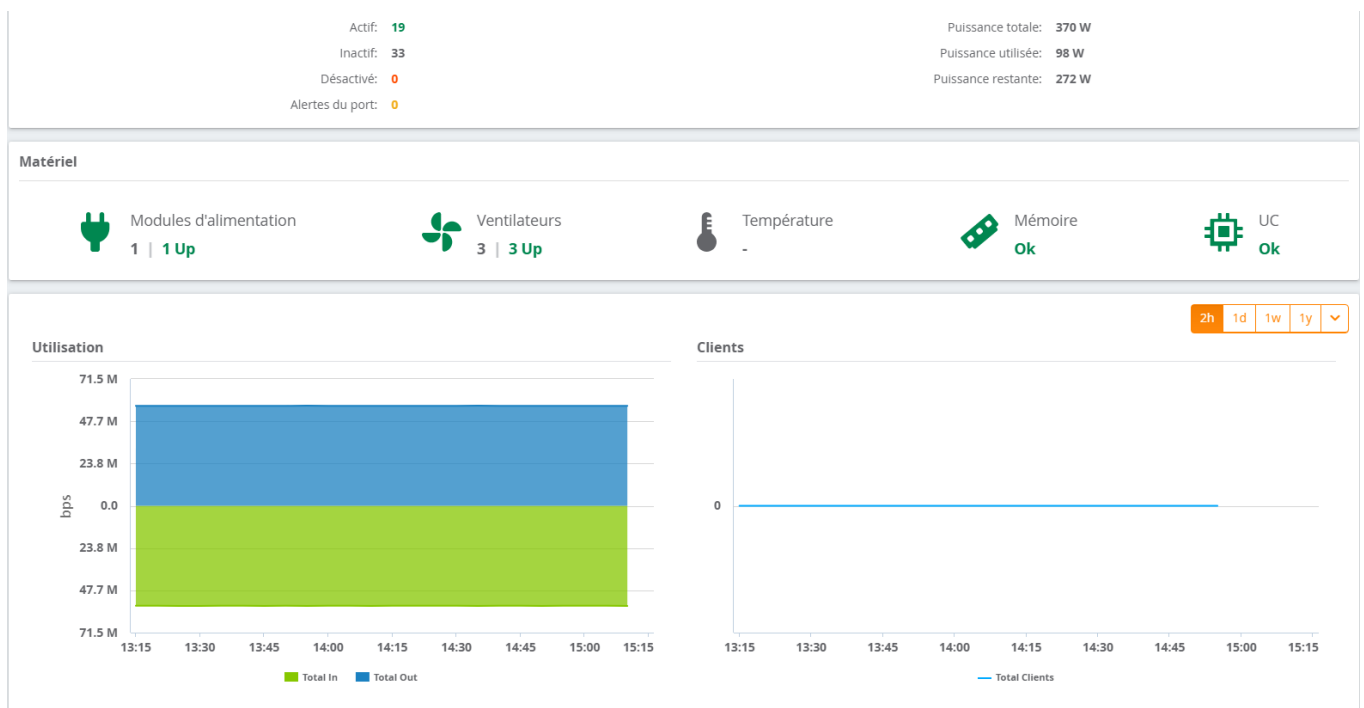 Actif: 19
Inactif: 33
Désactivé: 0
Alertes du port: 0
Puissance totale: 370 W
Puissance utilisée: 98 W
Puissance restante: 272 W
Matériel
Modules d'alimentation
1 | 1 Up
Ventilateurs
3 | 3 Up
Température
-
Mémoire
Ok
UC
Ok
2h 1d 1w 1y
Utilisation
71.5 M
47.7 M
23.8 M
0.0
23.8 M
47.7 M
71.5 M
bps
13:15 13:30 13:45 14:00 14:15 14:30 14:45 15:00 15:15
Total In Total Out
Clients
0
13:15 13:30 13:45 14:00 14:15 14:30 14:45 15:00 15:15
Total Clients